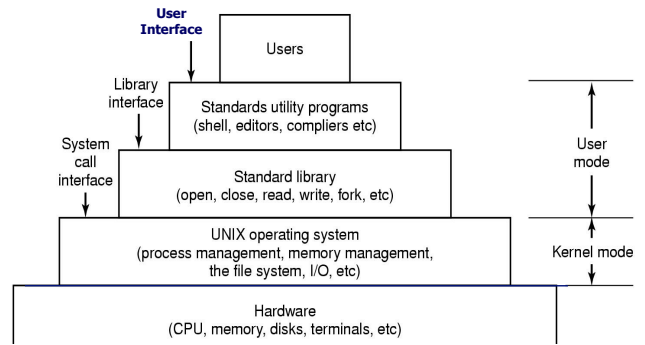 User
Interface
Users
Library
interface
Standards utility programs
(shell, editors, compliers etc)
System
call
interface
Standard library
(open, close, read, write, fork, etc)
User
mode
UNIX operating system
(process management, memory management,
the file system, I/O, etc)
Kernel mode
Hardware
(CPU, memory, disks, terminals, etc)